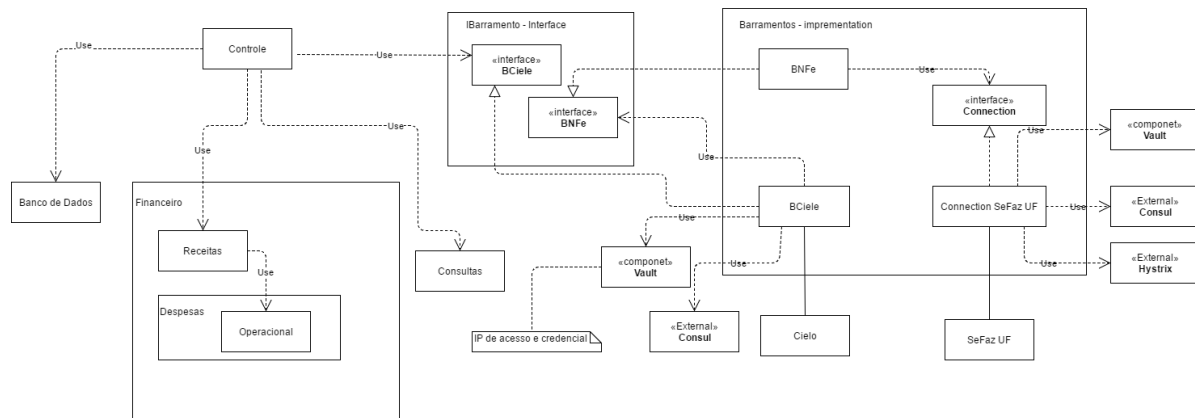 IBarramento - Interface
Barramentos - imprementation
Controle
Use
Use
«interface»
BCiele
BNFe
Use
«interface»
BNFe
«interface»
Connection
«componet»
Vault
Use
Use
Use
Use
Banco de Dados
Financeiro
BCiele
Connection SeFaz UF
Use
«External»
Consul
Use
Receitas
Use
Consultas
«componet»
Vault
Use
Use
«External»
Hystrix
Despesas
Operacional
IP de acesso e credencial
«External»
Consul
Cielo
SeFaz UF